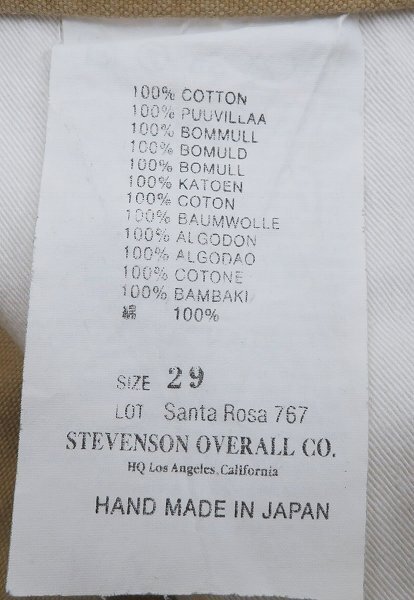 100% COTTON
100% PUUVILLAA
100% BOMMULL
100% BOMULD
100% BOMULL
100% KATOEN
100% COTON
100% BAUMWOLLE
100% ALGODON
100% ALGODAO
100% COTONE
100% BAMBAKI
綿 100%
SIZE 29
LOT Santa Rosa 767
STEVENSON OVERALL CO.
HQ Los Angeles, California
HAND MADE IN JAPAN